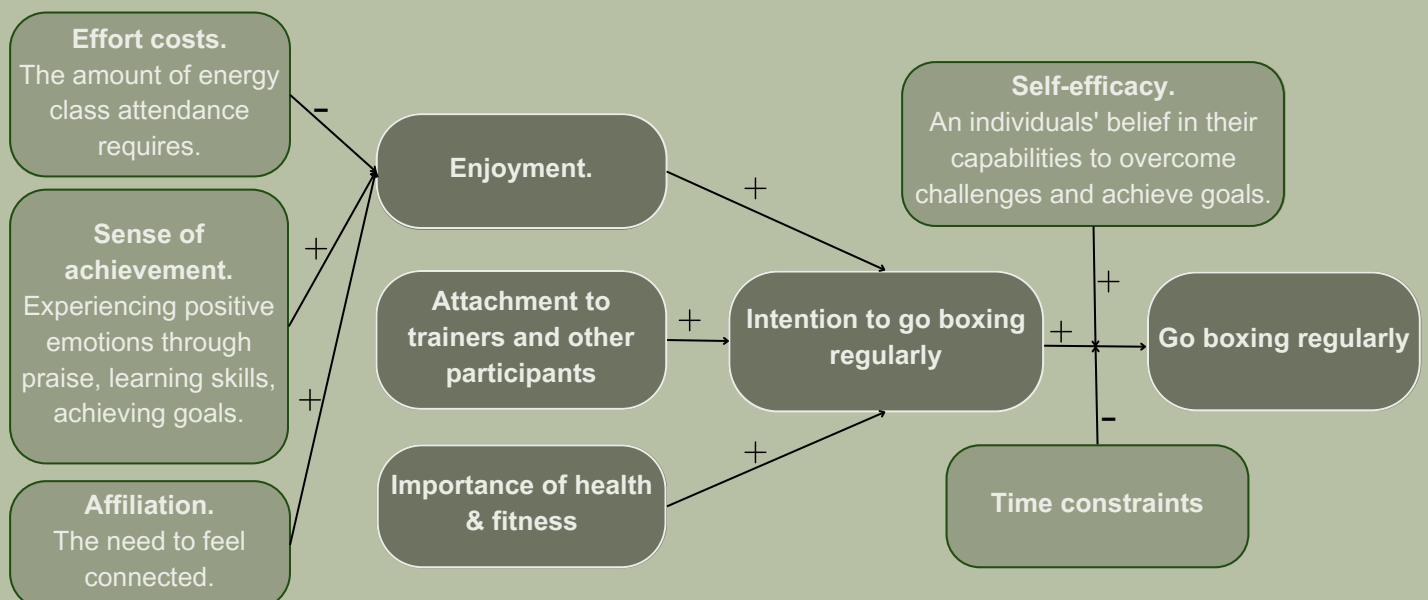 Effort costs.
The amount of energy
class attendance
requires.
-
Sense of
achievement.
Experiencing positive
emotions through
praise, learning skills,
achieving goals.
+
Affiliation.
The need to feel
connected.
+
Enjoyment.
+
Attachment to
trainers and other
participants
+
Importance of health
& fitness
+
Intention to go boxing
regularly
+
Self-efficacy.
An individuals' belief in their
capabilities to overcome
challenges and achieve goals.
+
Go boxing regularly
-
Time constraints